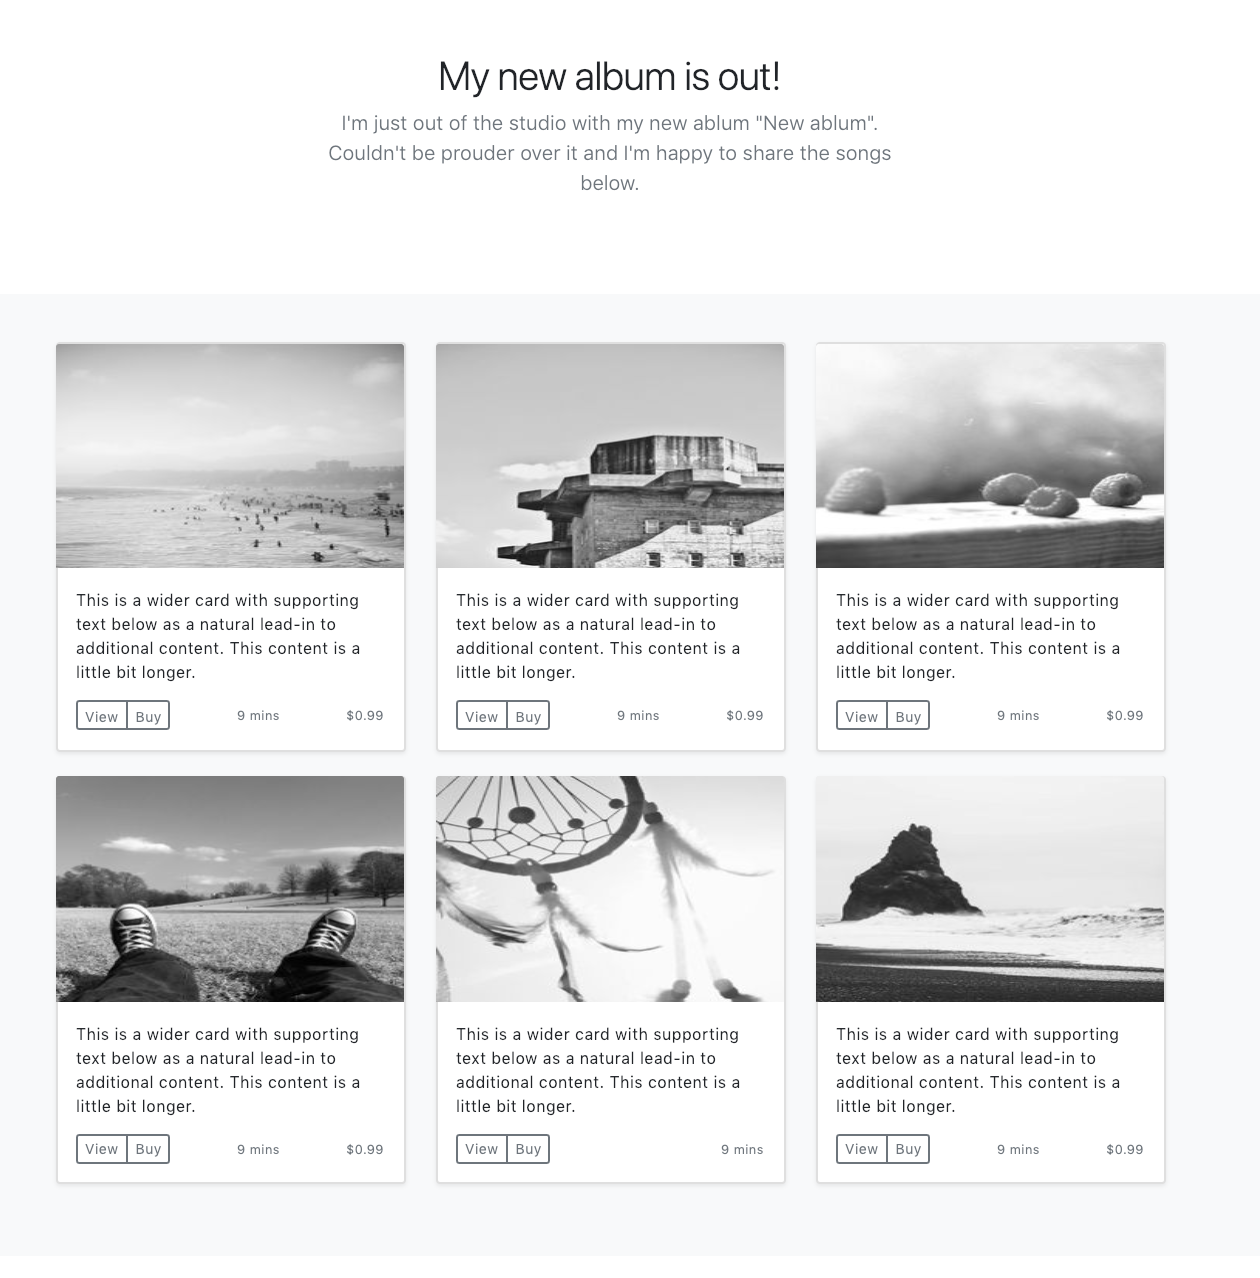 My new album is out!
I'm just out of the studio with my new ablum "New ablum".
Couldn't be prouder over it and I'm happy to share the songs
below.
This is a wider card with supporting
text below as a natural lead-in to
additional content. This content is a
little bit longer.
View Buy 9 mins $0.99
This is a wider card with supporting
text below as a natural lead-in to
additional content. This content is a
little bit longer.
View Buy 9 mins $0.99
This is a wider card with supporting
text below as a natural lead-in to
additional content. This content is a
little bit longer.
View Buy 9 mins $0.99
This is a wider card with supporting
text below as a natural lead-in to
additional content. This content is a
little bit longer.
View Buy 9 mins $0.99
This is a wider card with supporting
text below as a natural lead-in to
additional content. This content is a
little bit longer.
View Buy 9 mins
This is a wider card with supporting
text below as a natural lead-in to
additional content. This content is a
little bit longer.
View Buy 9 mins $0.99